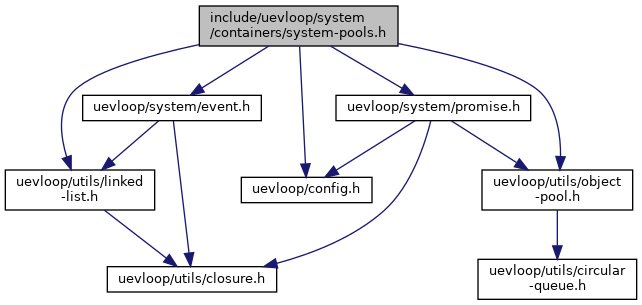 include/uevloop/system
/containers/system-pools.h
uevloop/system/event.h
uevloop/system/promise.h
uevloop/utils/linked
-list.h
uevloop/config.h
uevloop/utils/object
-pool.h
uevloop/utils/closure.h
uevloop/utils/circular
-queue.h